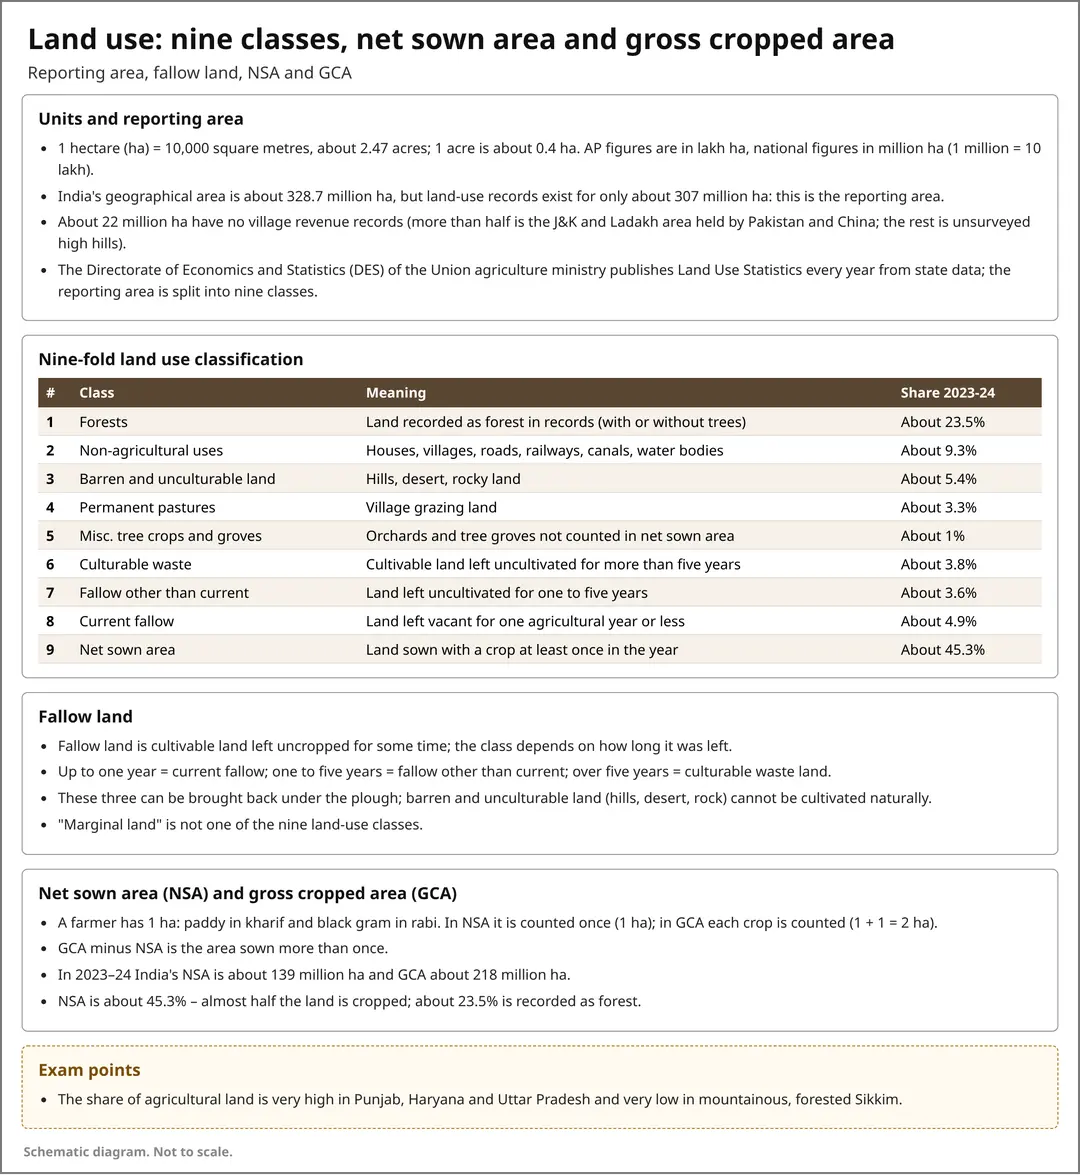 Land use: nine classes, net sown area and gross cropped area
Reporting area, fallow land, NSA and GCA
Units and reporting area
• 1 hectare (ha) = 10,000 square metres, about 2.47 acres; 1 acre is about 0.4 ha. AP figures are in lakh ha, national figures in million ha (1 million = 10
lakh).
• India's geographical area is about 328.7 million ha, but land-use records exist for only about 307 million ha: this is the reporting area.
• About 22 million ha have no village revenue records (more than half is the J&K and Ladakh area held by Pakistan and China; the rest is unsurveyed
high hills).
• The Directorate of Economics and Statistics (DES) of the Union agriculture ministry publishes Land Use Statistics every year from state data; the
reporting area is split into nine classes.
Nine-fold land use classification
# Class Meaning Share 2023-24
1 Forests Land recorded as forest in records (with or without trees) About 23.5%
2 Non-agricultural uses Houses, villages, roads, railways, canals, water bodies About 9.3%
3 Barren and unculturable land Hills, desert, rocky land About 5.4%
4 Permanent pastures Village grazing land About 3.3%
5 Misc. tree crops and groves Orchards and tree groves not counted in net sown area About 1%
6 Culturable waste Cultivable land left uncultivated for more than five years About 3.8%
7 Fallow other than current Land left uncultivated for one to five years About 3.6%
8 Current fallow Land left vacant for one agricultural year or less About 4.9%
9 Net sown area Land sown with a crop at least once in the year About 45.3%
Fallow land
• Fallow land is cultivable land left uncropped for some time; the class depends on how long it was left.
• Up to one year = current fallow; one to five years = fallow other than current; over five years = culturable waste land.
• These three can be brought back under the plough; barren and unculturable land (hills, desert, rock) cannot be cultivated naturally.
• "Marginal land" is not one of the nine land-use classes.
Net sown area (NSA) and gross cropped area (GCA)
• A farmer has 1 ha: paddy in kharif and black gram in rabi. In NSA it is counted once (1 ha); in GCA each crop is counted (1 + 1 = 2 ha).
• GCA minus NSA is the area sown more than once.
• In 2023–24 India's NSA is about 139 million ha and GCA about 218 million ha.
• NSA is about 45.3% – almost half the land is cropped; about 23.5% is recorded as forest.
Exam points
• The share of agricultural land is very high in Punjab, Haryana and Uttar Pradesh and very low in mountainous, forested Sikkim.
Schematic diagram. Not to scale.